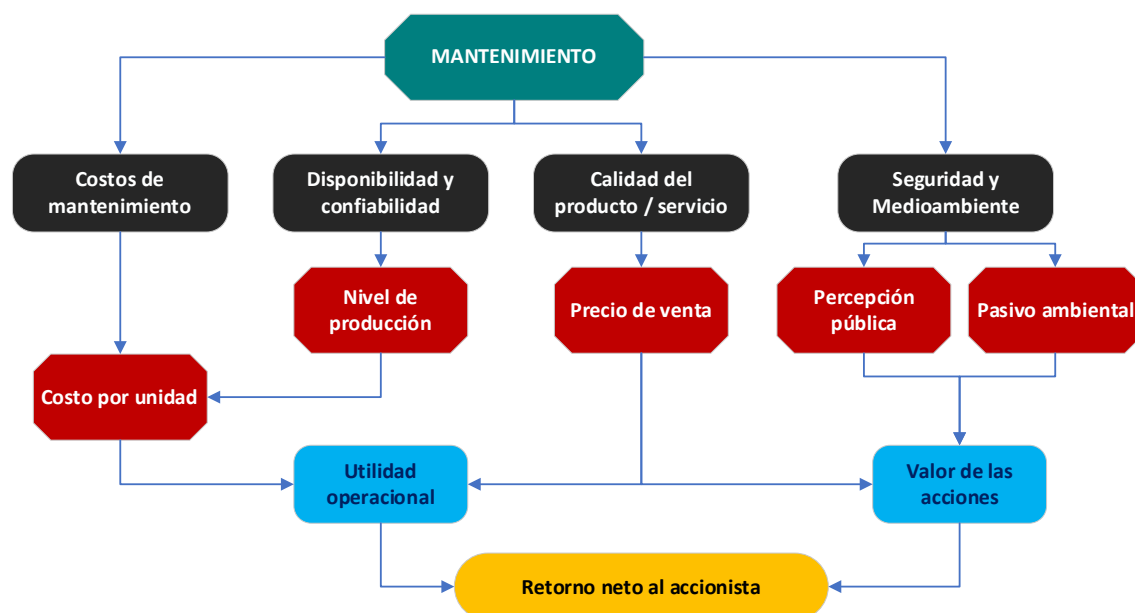 MANTENIMIENTO
Costos de
mantenimiento
Disponibilidad y
confiabilidad
Calidad del
producto / servicio
Seguridad y
Medioambiente
Nivel de
producción
Precio de venta
Percepción
pública
Pasivo ambiental
Costo por unidad
Utilidad
operacional
Valor de las
acciones
Retorno neto al accionista